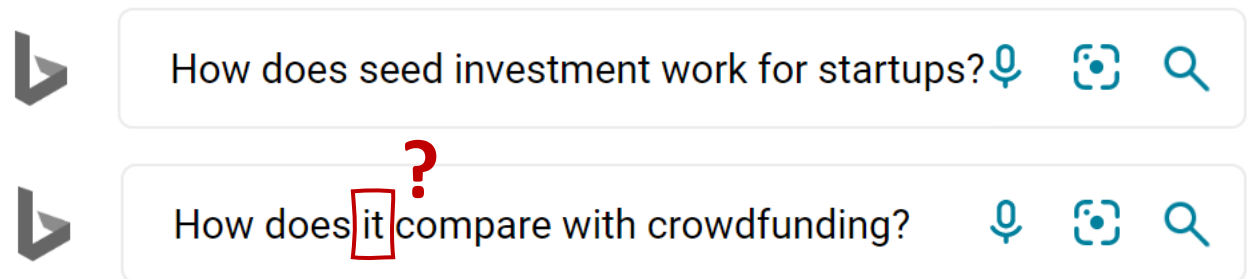 How does seed investment work for startups?
?
How does it compare with crowdfunding?